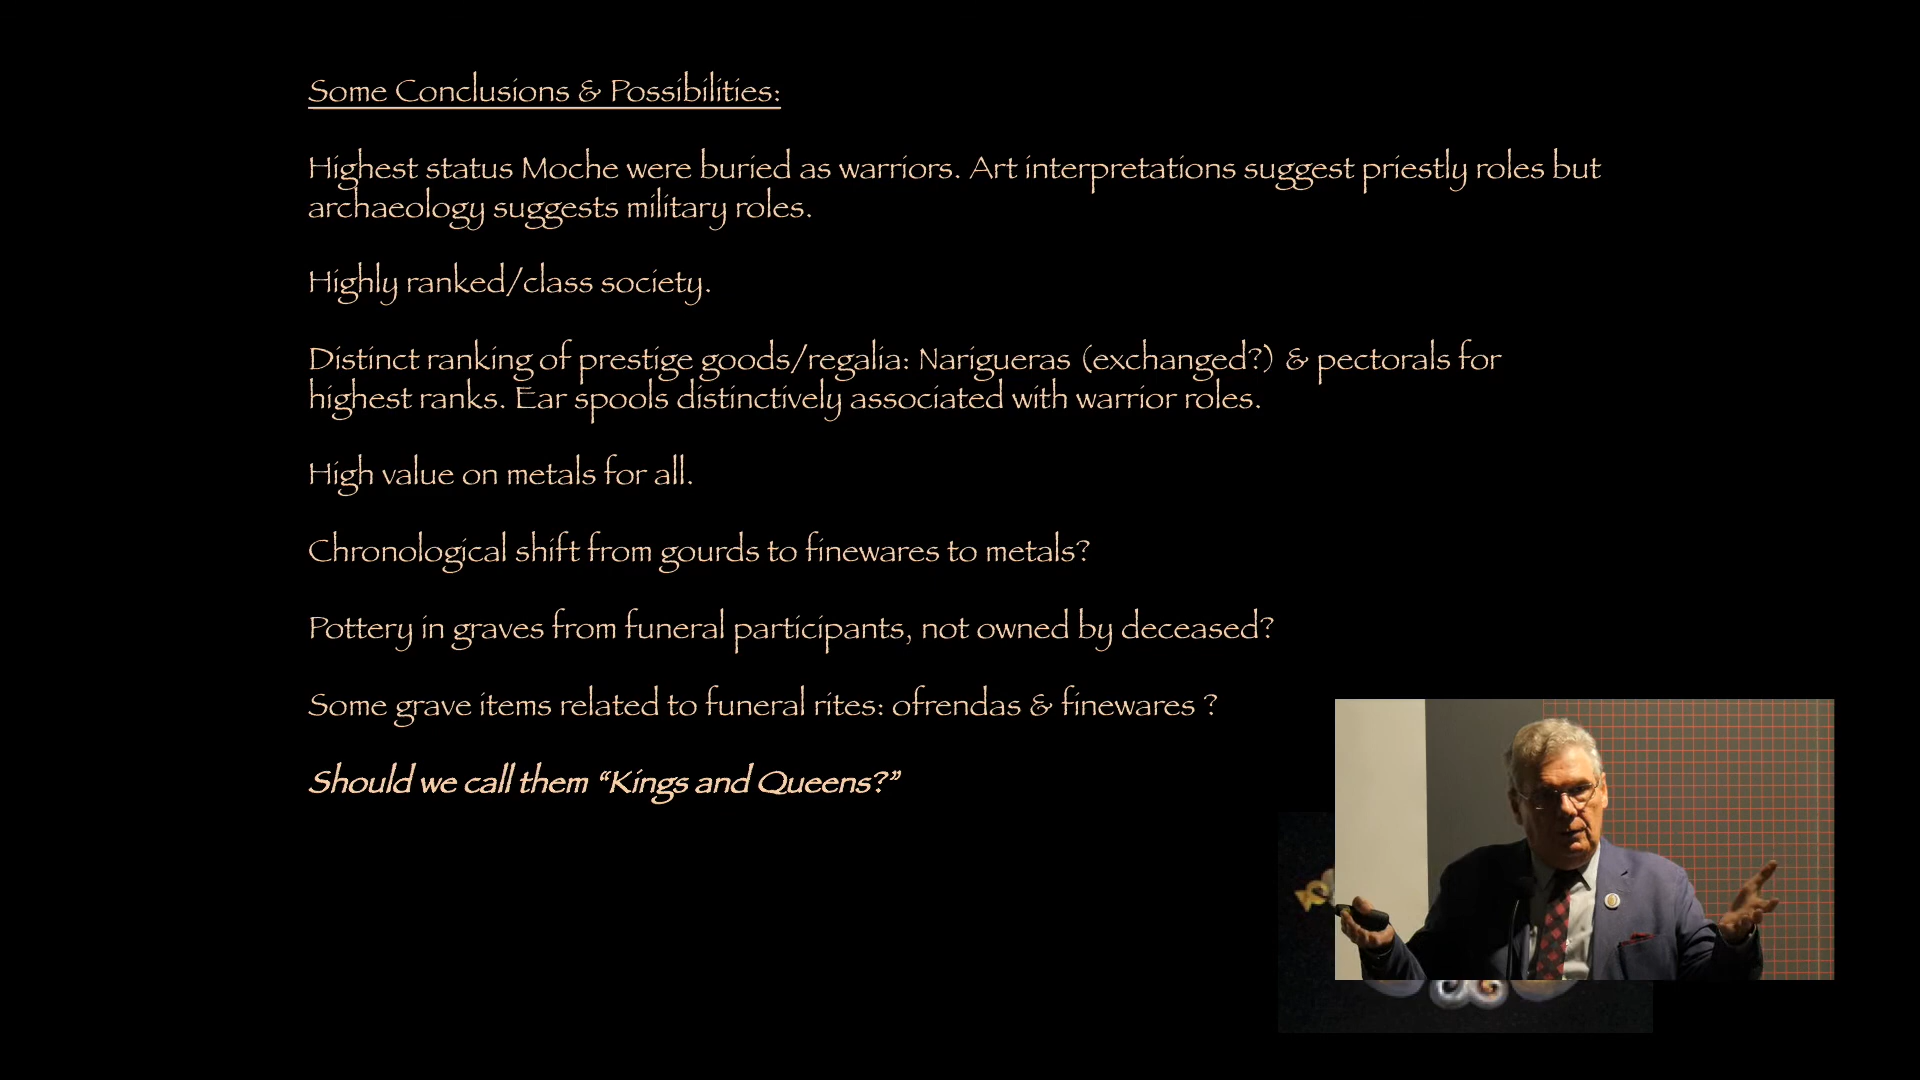 Some Conclusions & Possibilities:
Highest status Moche were buried as warriors. Art interpretations suggest priestly roles but
archaeology suggests military roles.
Highly ranked/class society.
Distinct ranking of prestige goods/regalia: Narigueras (exchanged?) & pectorals for
highest ranks. Ear spools distinctively associated with warrior roles.
High value on metals for all.
Chronological shift from gourds to finewares to metals?
Pottery in graves from funeral participants, not owned by deceased?
Some grave items related to funeral rites: ofrendas & finewares ?
Should we call them “Kings and Queens?”